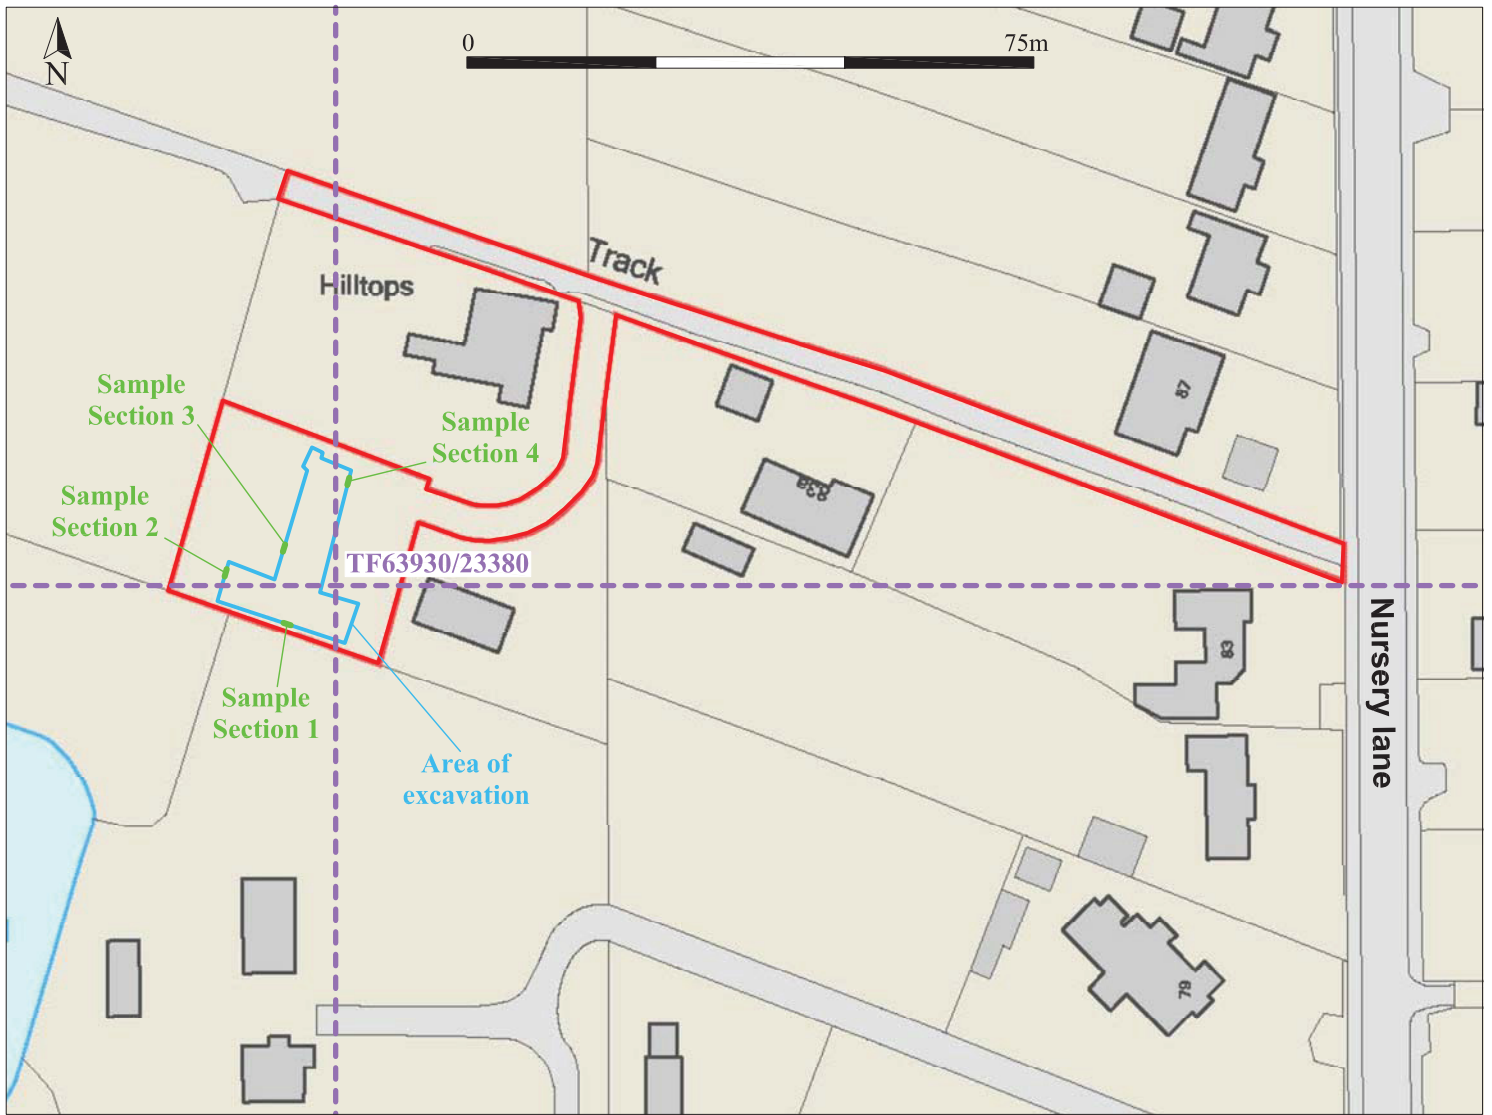 N
0
75m
Track
Hilltops
87
Sample
Section 3
Sample
Section 4
83a
Sample
Section 2
TF63930/23380
Nursery lane
83
Sample
Section 1
Area of
excavation
79